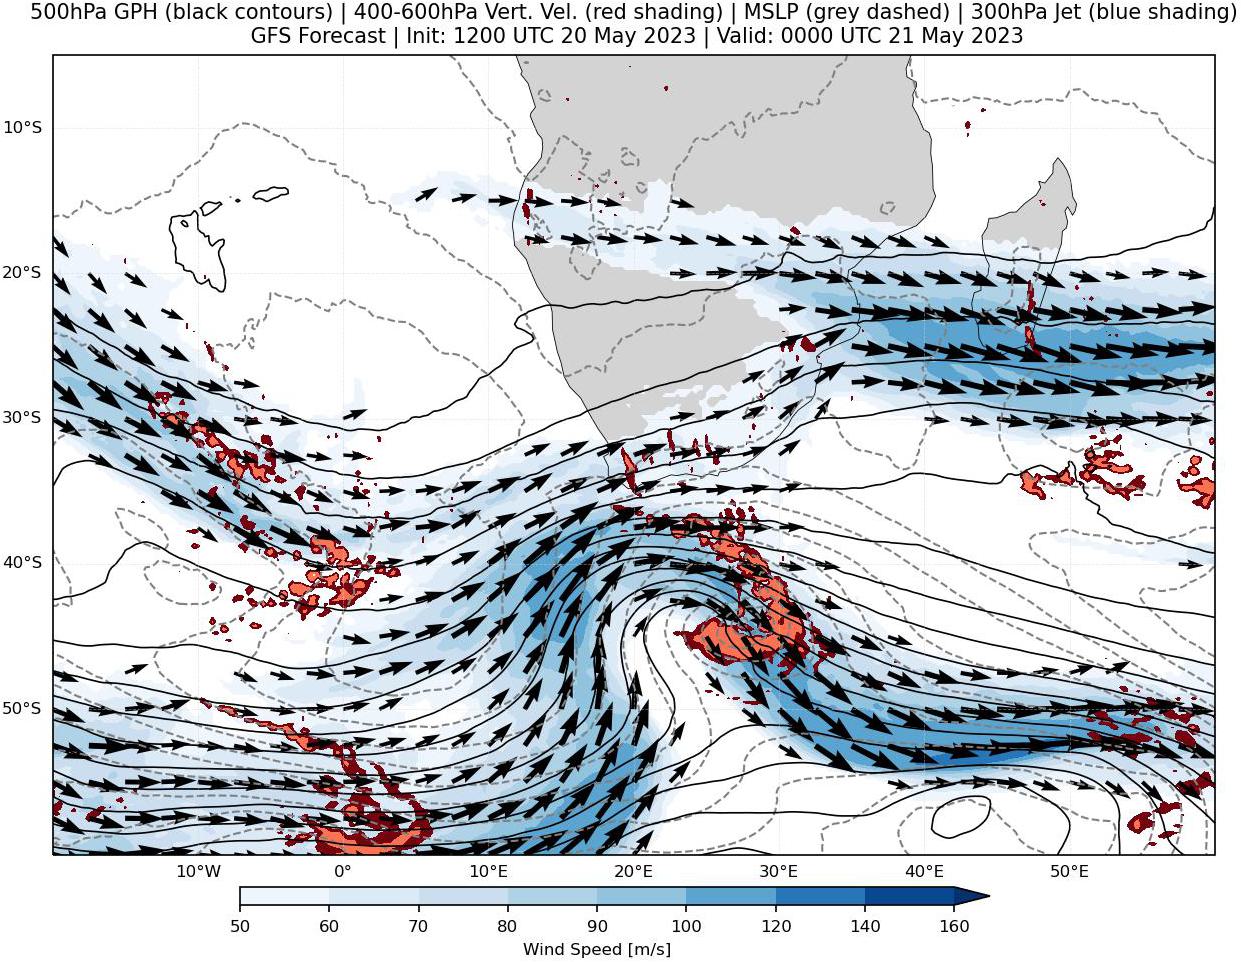 500hPa GPH (black contours) | 400-600hPa Vert. Vel. (red shading) | MSLP (grey dashed) | 300hPa Jet (blue shading)
GFS Forecast | Init: 1200 UTC 20 May 2023 | Valid: 0000 UTC 21 May 2023
10°S
20°S
30°S
40°S
50°S
10°W 0° 10°E 20°E 30°E 40°E 50°E
50 60 70 80 90 100 120 140 160
Wind Speed [m/s]